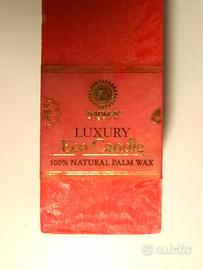 LUXURY
Eco Candle
100% NATURAL PALM WAX
subito